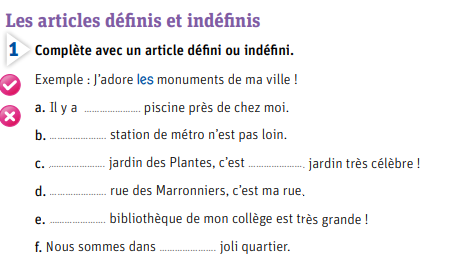 Les articles définis et indéfinis
1 Complète avec un article défini ou indéfini.
Exemple : J'adore les monuments de ma ville !
a. Il y a ........................ piscine près de chez moi.
b. ........................ station de métro n'est pas loin.
c. ........................ jardin des Plantes, c'est ........................ jardin très célèbre !
d. ........................ rue des Marronniers, c'est ma rue.
e. ........................ bibliothèque de mon collège est très grande !
f. Nous sommes dans ........................ joli quartier.